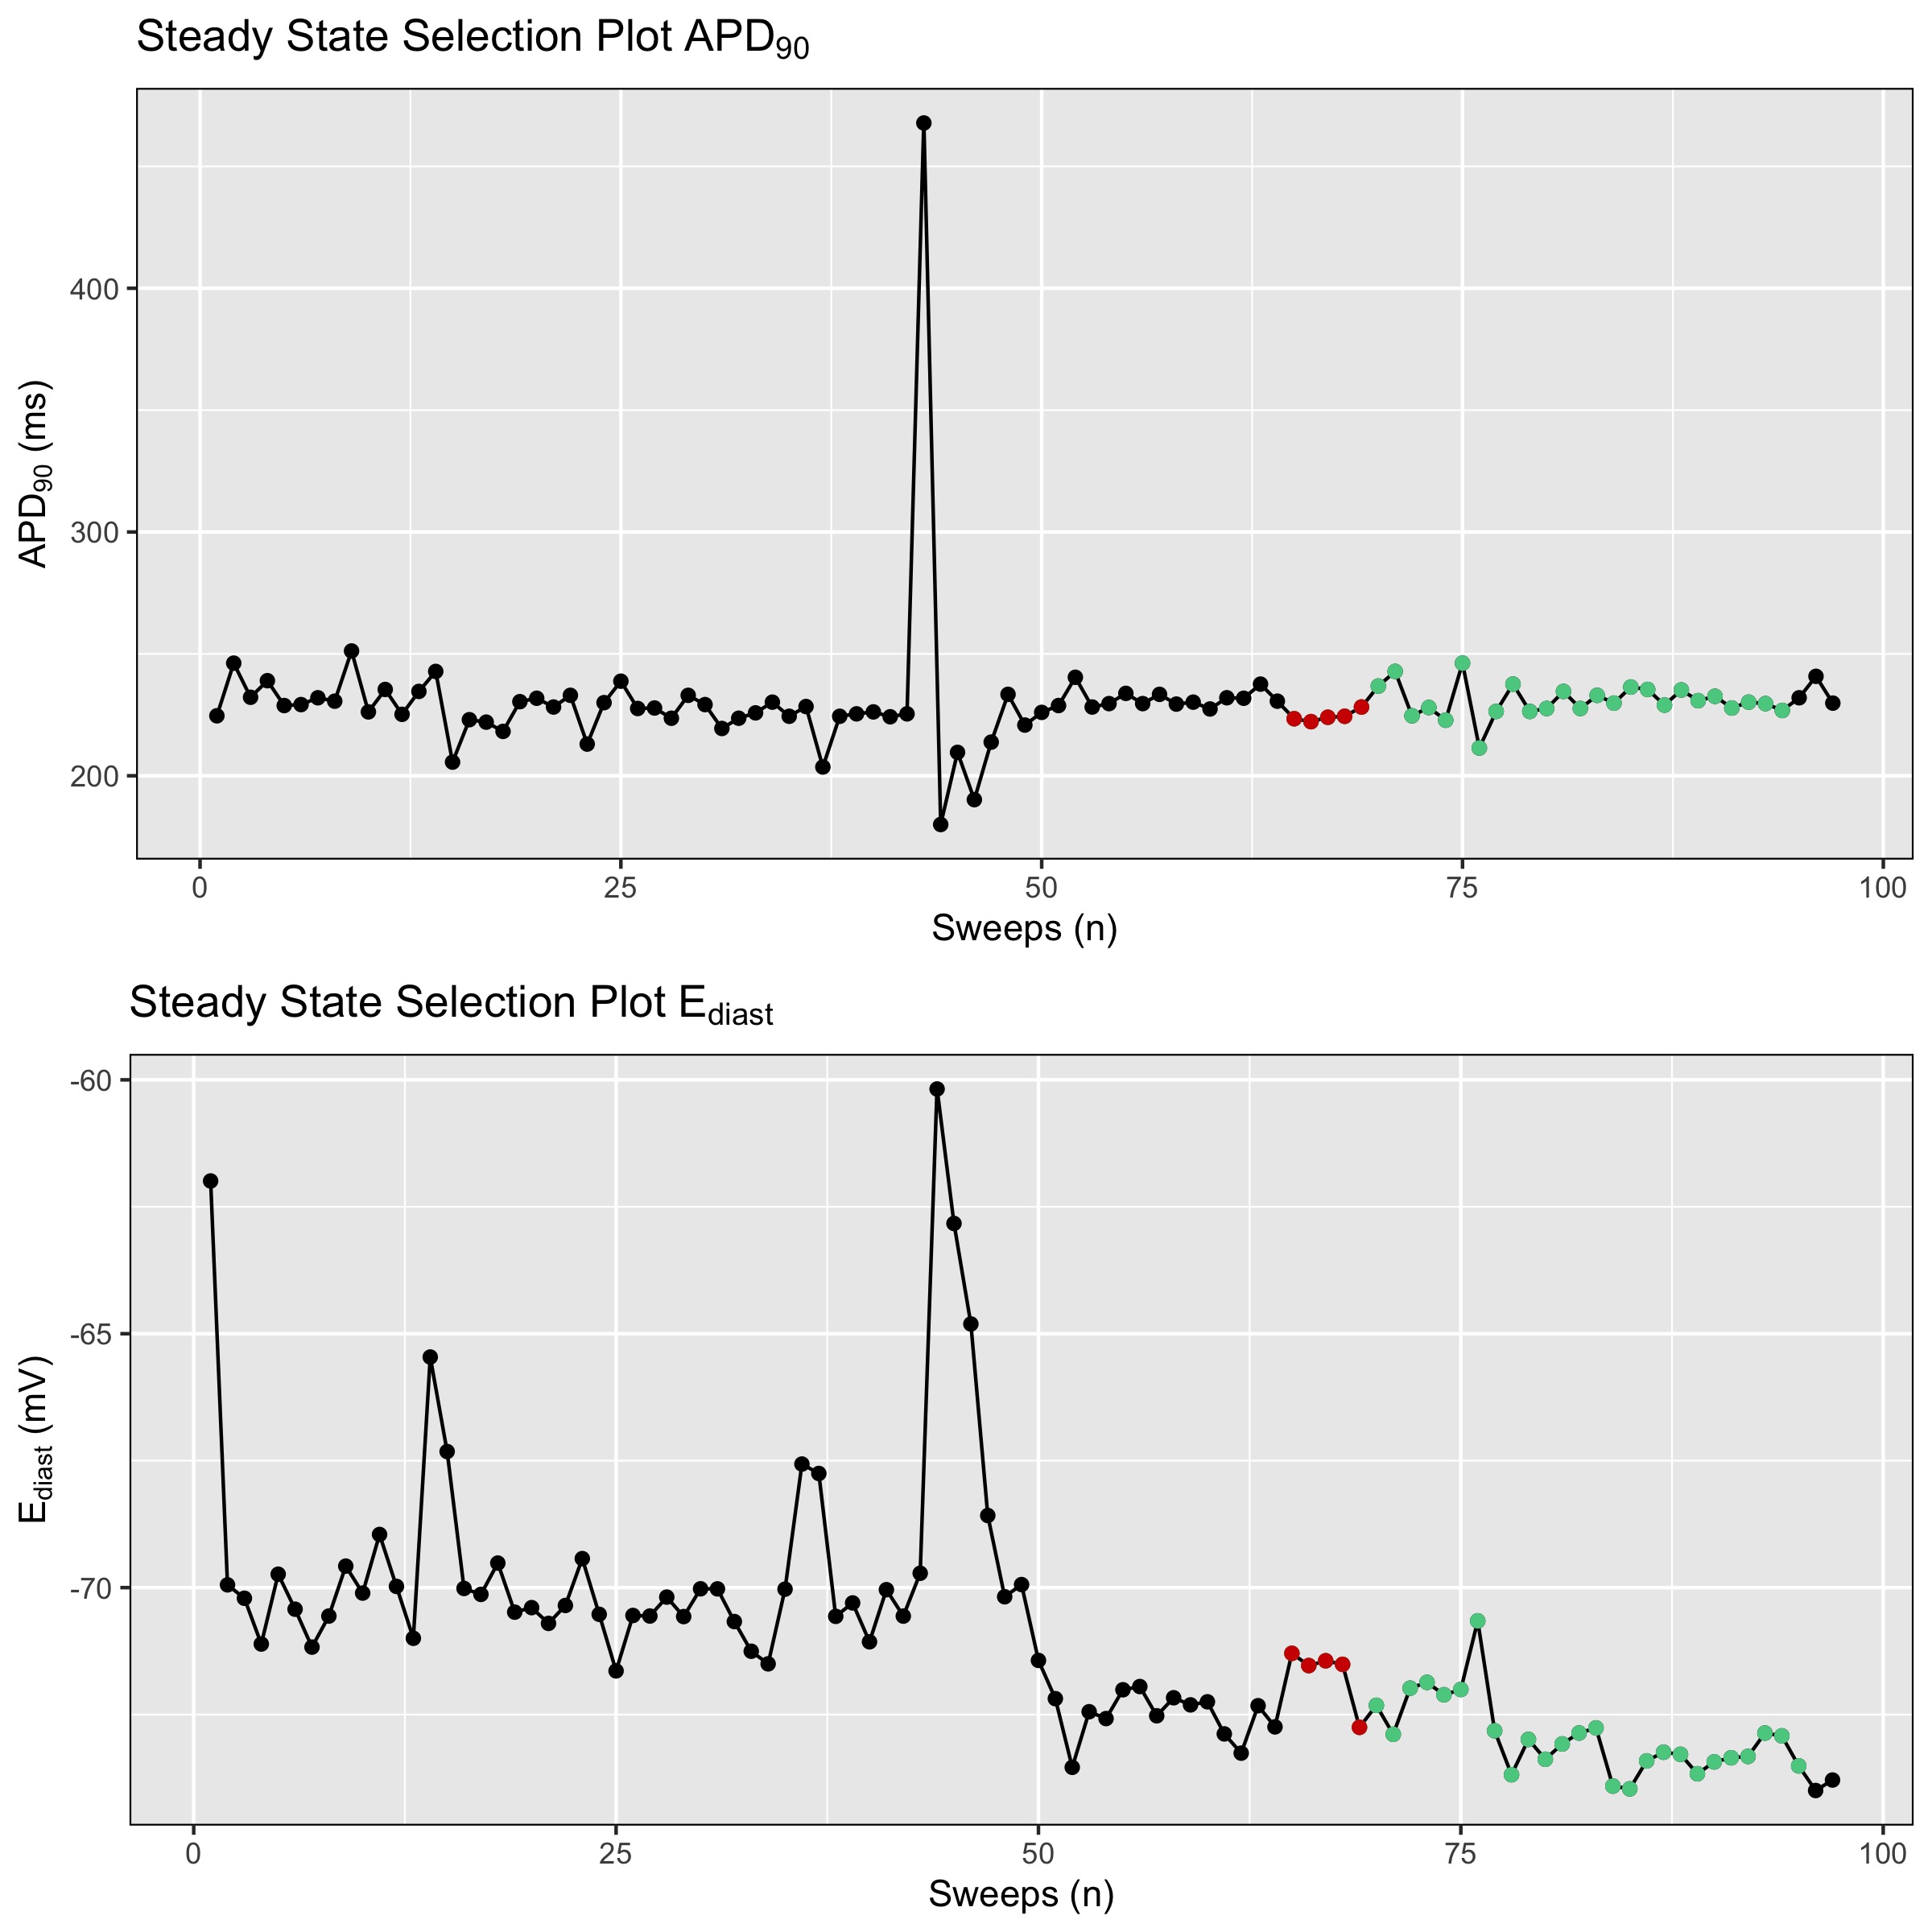 Steady State Selection Plot APD90
400
300
200
APD90 (ms)
0 25 50 75 100
Sweeps (n)
Steady State Selection Plot Ediast
-60
-65
-70
Ediast (mV)
0 25 50 75 100
Sweeps (n)